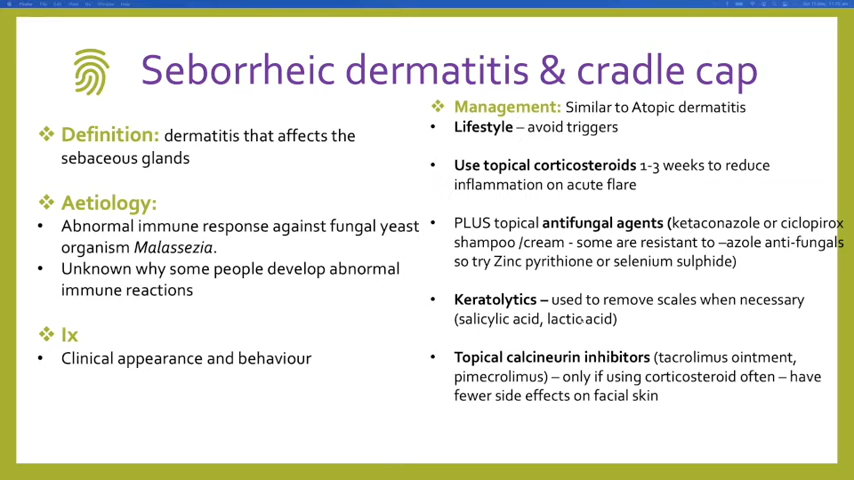 Seborrheic dermatitis & cradle cap
❖ Definition: dermatitis that affects the
sebaceous glands
❖ Aetiology:
• Abnormal immune response against fungal yeast
organism Malassezia.
• Unknown why some people develop abnormal
immune reactions
❖ Ix
• Clinical appearance and behaviour
❖ Management: Similar to Atopic dermatitis
• Lifestyle – avoid triggers
• Use topical corticosteroids 1-3 weeks to reduce
inflammation on acute flare
• PLUS topical antifungal agents (ketaconazole or ciclopirox
shampoo /cream - some are resistant to –azole anti-fungals
so try Zinc pyrithione or selenium sulphide)
• Keratolytics – used to remove scales when necessary
(salicylic acid, lactic acid)
• Topical calcineurin inhibitors (tacrolimus ointment,
pimecrolimus) – only if using corticosteroid often – have
fewer side effects on facial skin